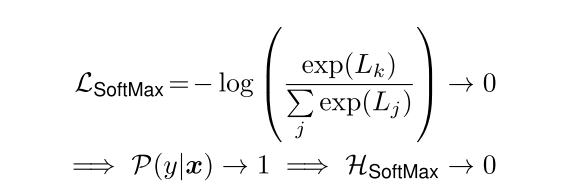 ℒ_SoftMax = − log ( exp(L_k) / ∑_j exp(L_j) ) → 0
⟹ 𝒫(y|𝒙) → 1 ⟹ ℋ_SoftMax → 0